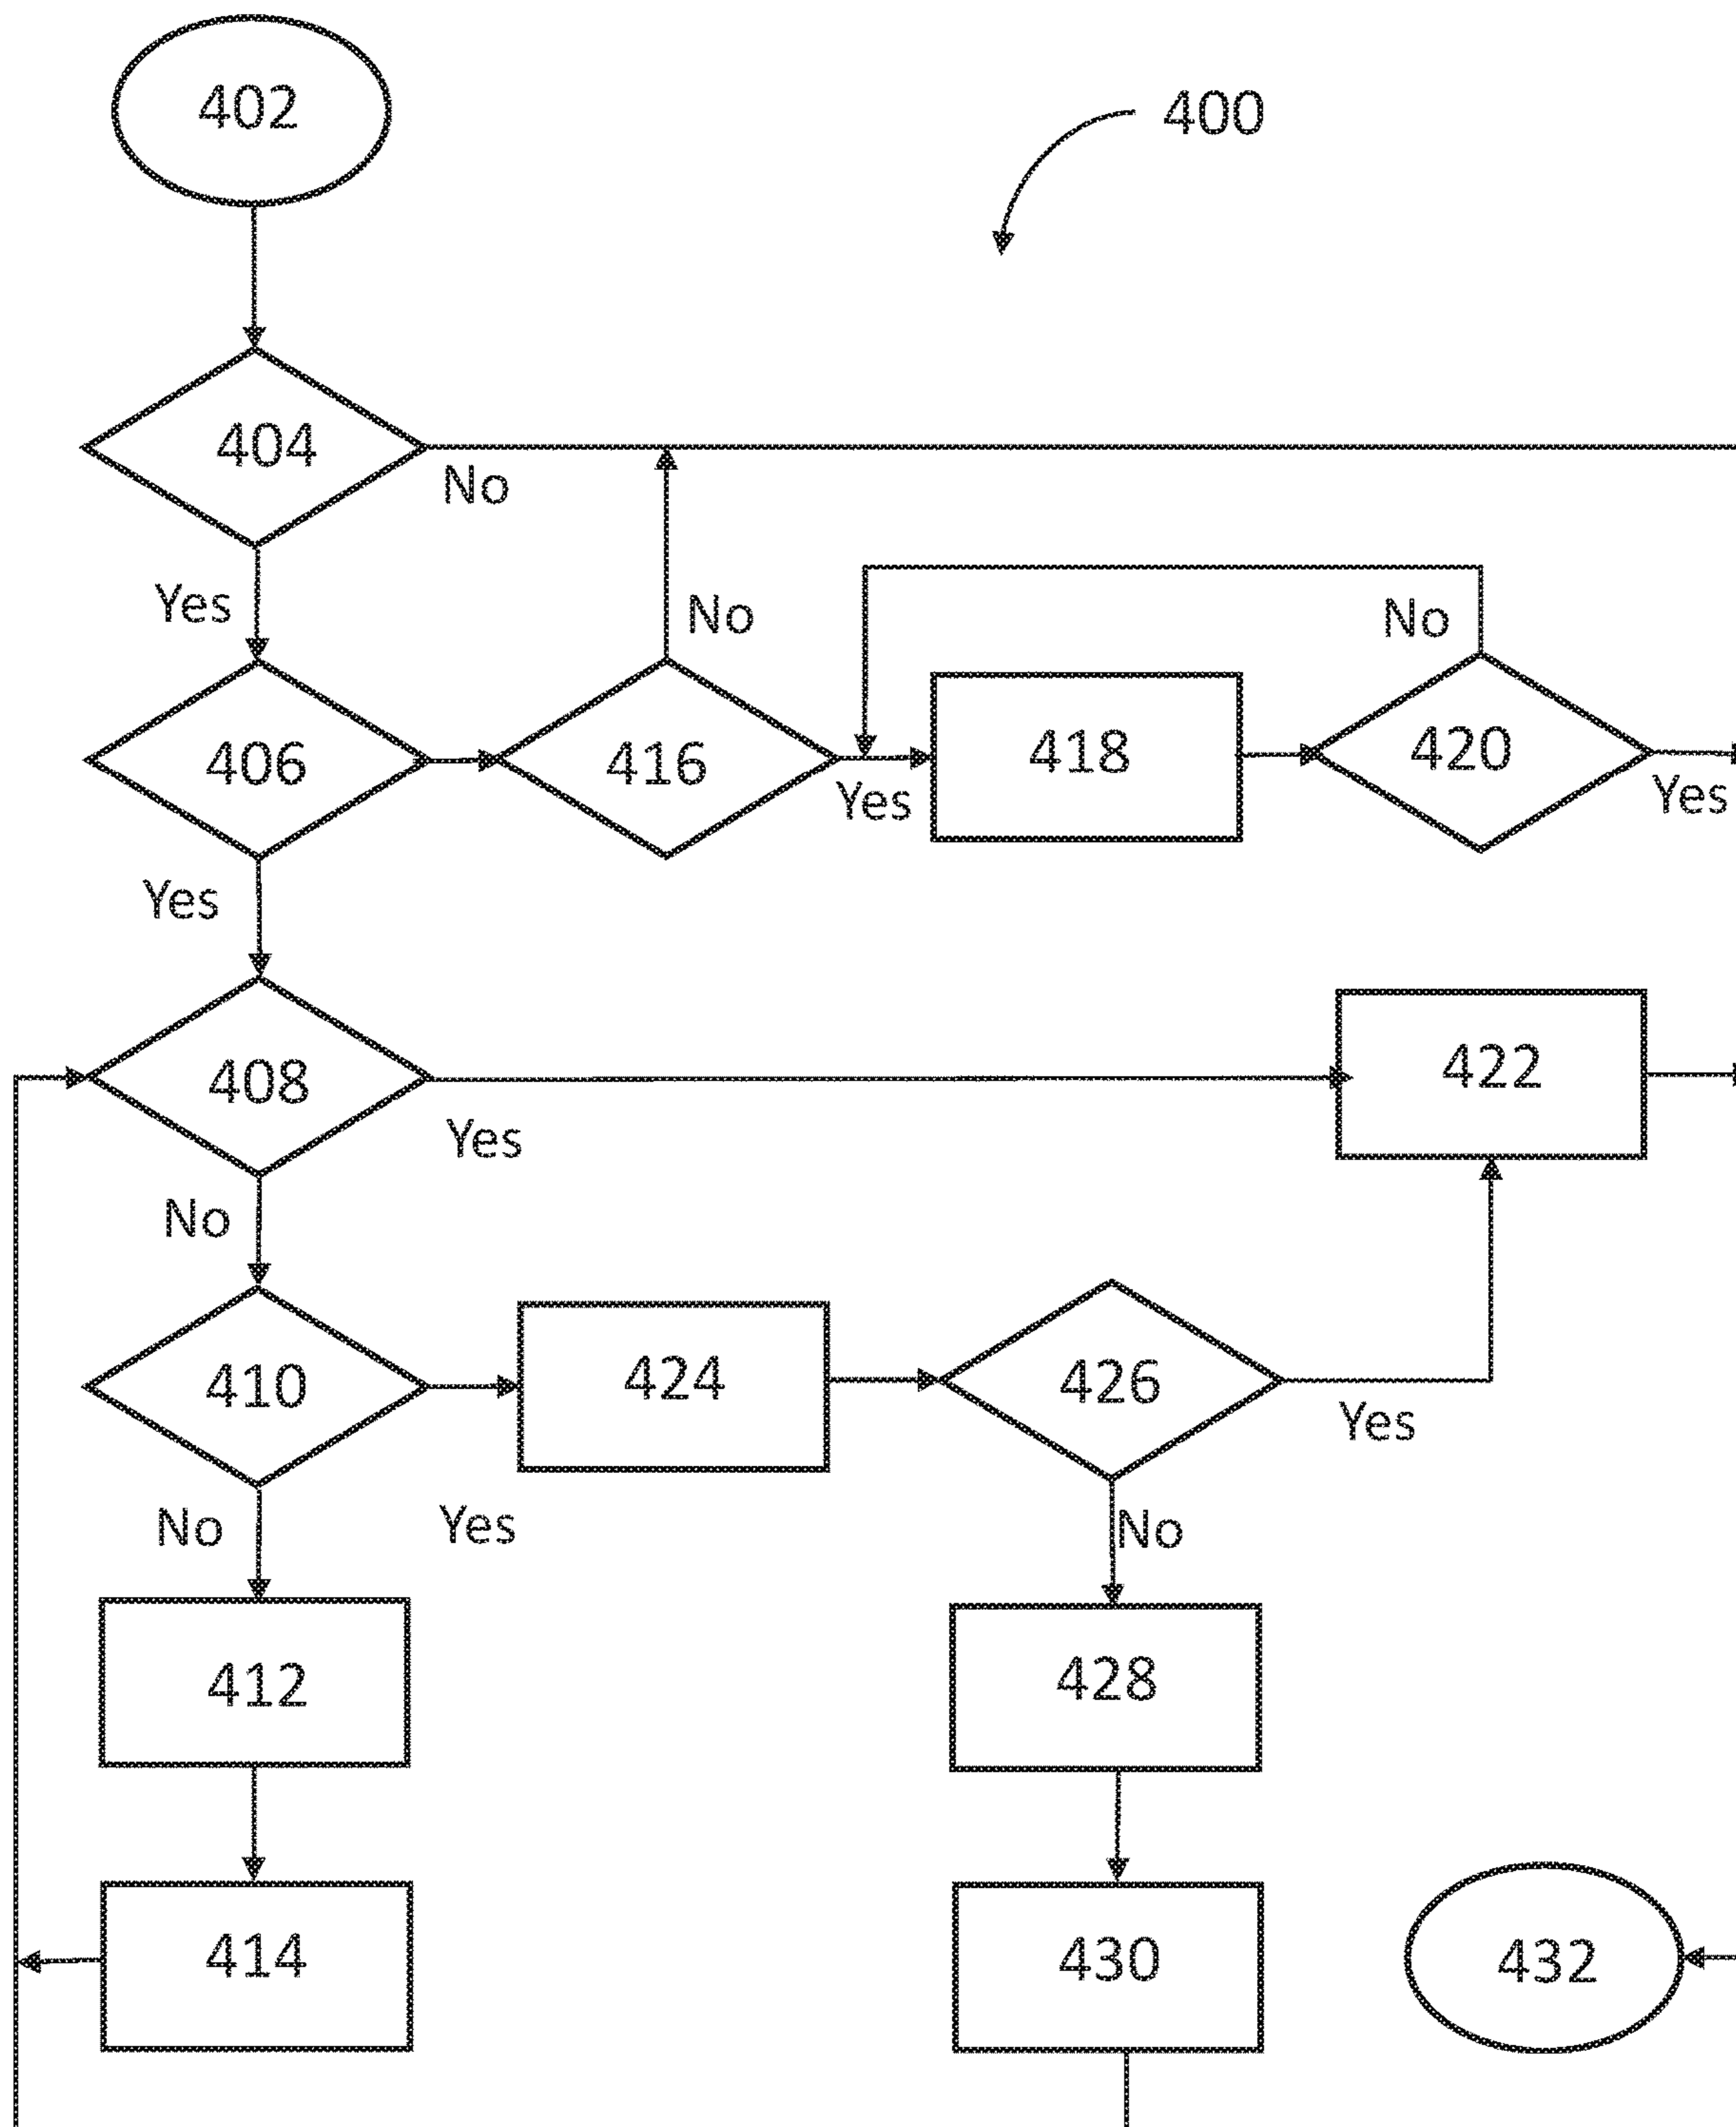 402
400
404
No
Yes
No
No
406
416
418
420
Yes
Yes
Yes
408
422
Yes
No
410
424
426
Yes
No
Yes
No
412
428
414
430
432